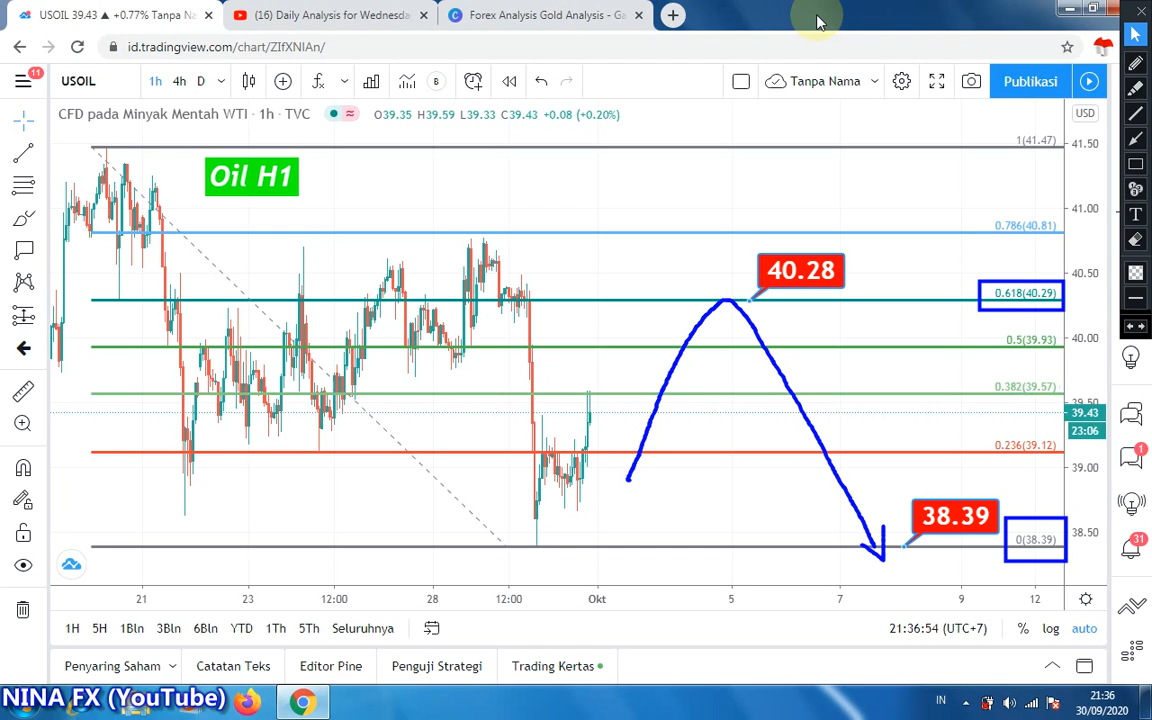 USOIL 39.43 ▲ +0.77% Tanpa Na
(16) Daily Analysis for Wednesda
Forex Analysis Gold Analysis - Ga
id.tradingview.com/chart/ZIfXNIAn/
11
USOIL
1h 4h D
B
Tanpa Nama
Publikasi
CFD pada Minyak Mentah WTI · 1h · TVC
O39.35 H39.59 L39.33 C39.43 +0.08 (+0.20%)
USD
1(41.47)
41.50
Oil H1
41.00
0.786(40.81)
40.28
40.50
0.618(40.29)
40.00
0.5(39.93)
0.382(39.57)
39.50
39.43
23:06
0.236(39.12)
1
39.00
38.39
38.50
0(38.39)
31
21 23 12:00 28 12:00 Okt 5 7 9 12
1H 5H 1Bln 3Bln 6Bln YTD 1Th 5Th Seluruhnya
21:36:54 (UTC+7)
% log auto
Penyaring Saham
Catatan Teks
Editor Pine
Penguji Strategi
Trading Kertas
NINA FX (YouTube)
IN
21:36
30/09/2020